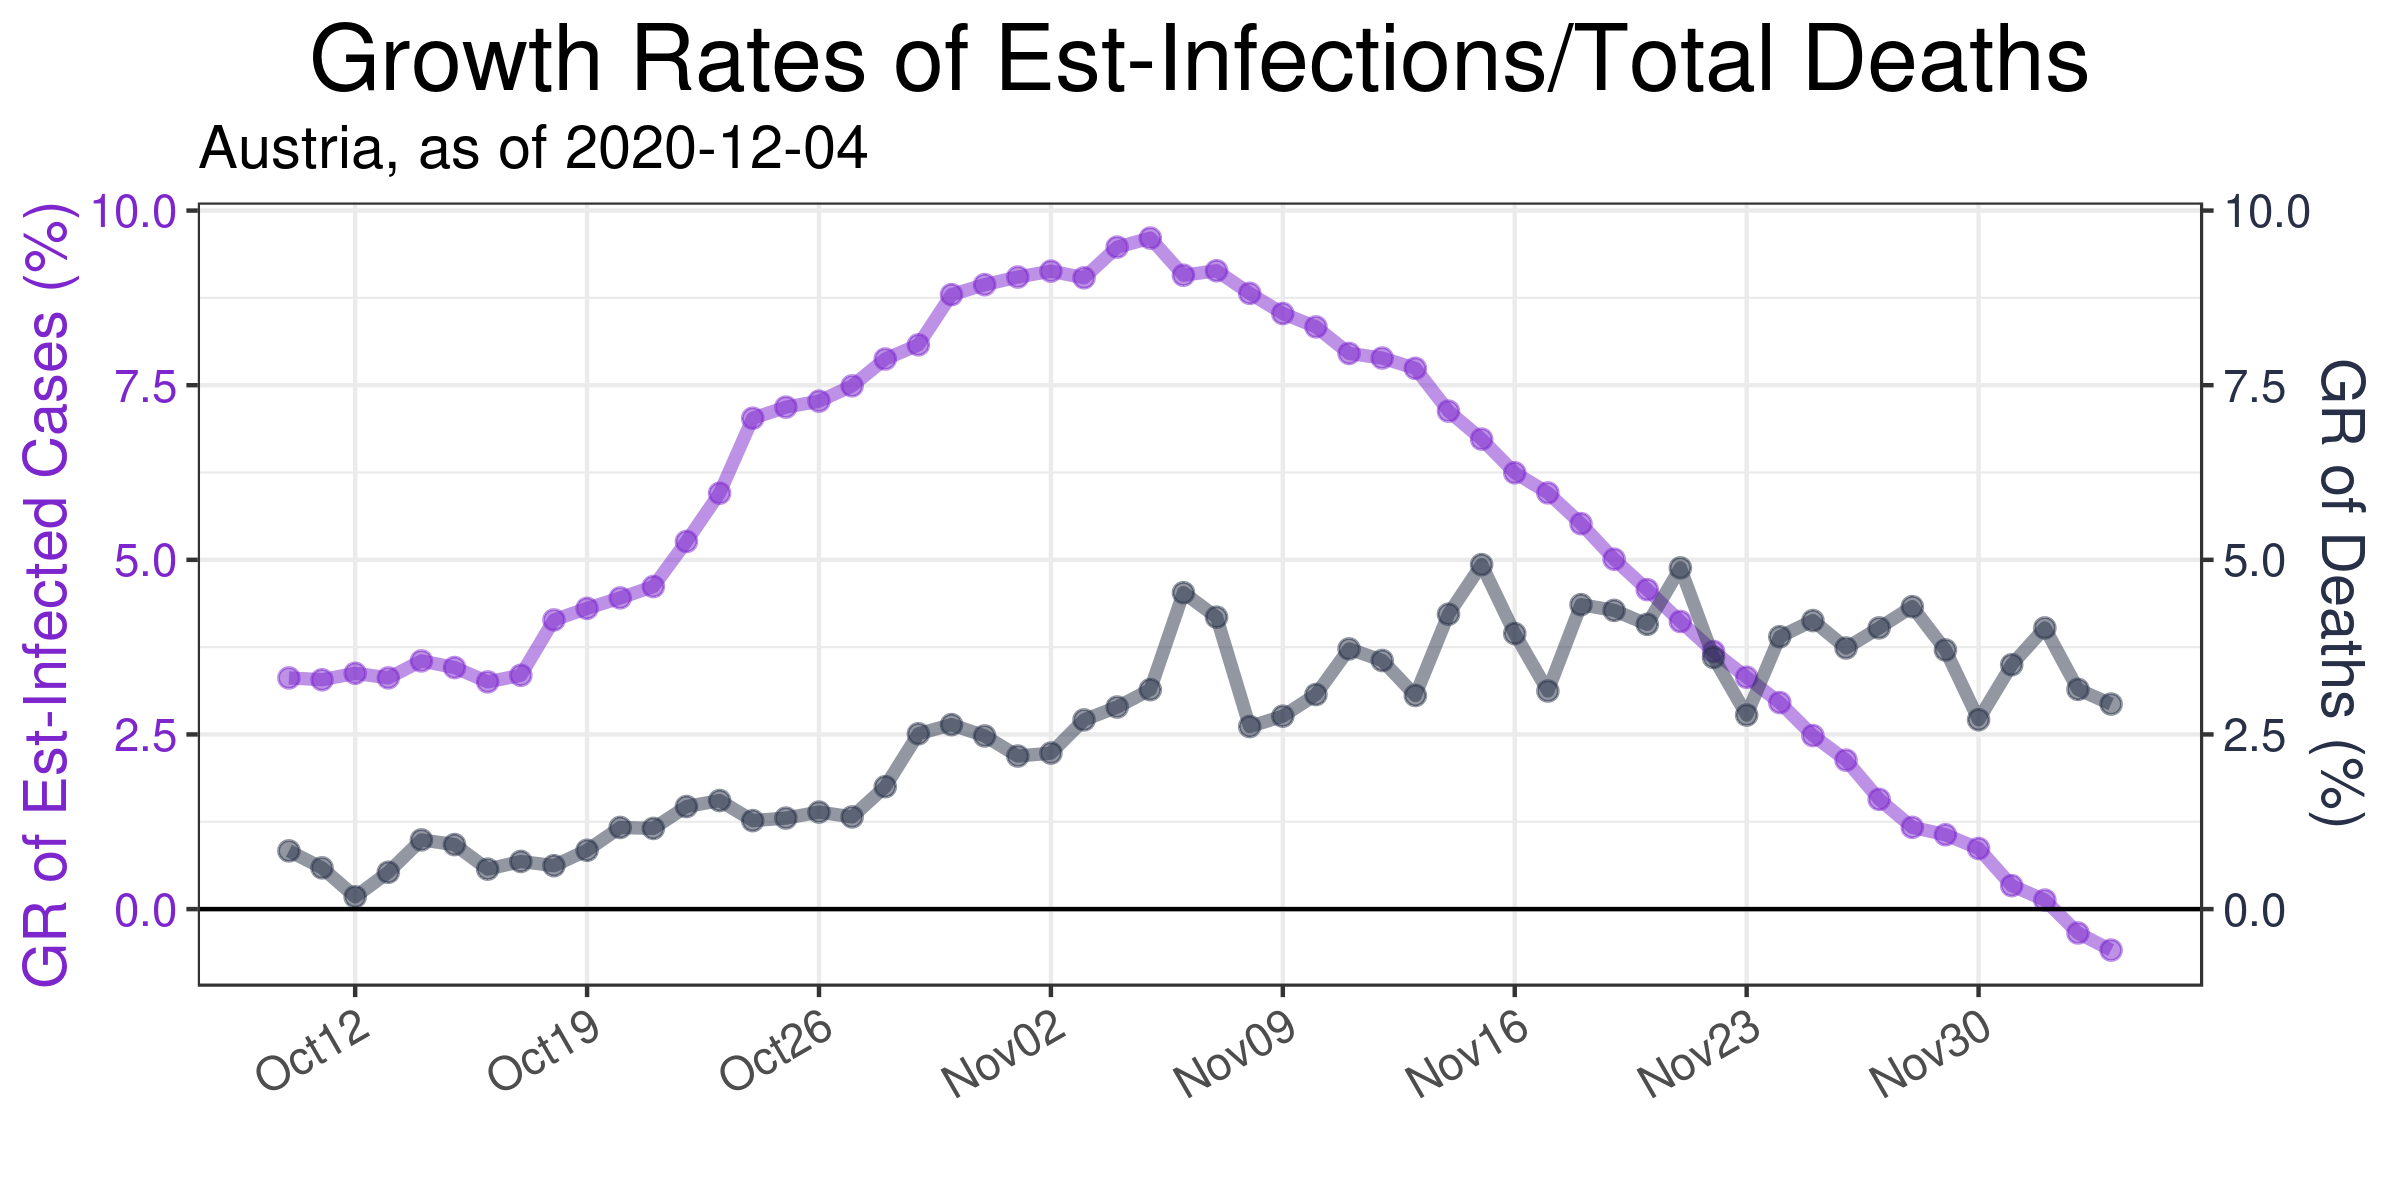 Growth Rates of Est-Infections/Total Deaths
Austria, as of 2020-12-04
GR of Est-Infected Cases (%)
10.0
7.5
5.0
2.5
0.0
10.0
7.5
5.0
2.5
0.0
GR of Deaths (%)
Oct12
Oct19
Oct26
Nov02
Nov09
Nov16
Nov23
Nov30